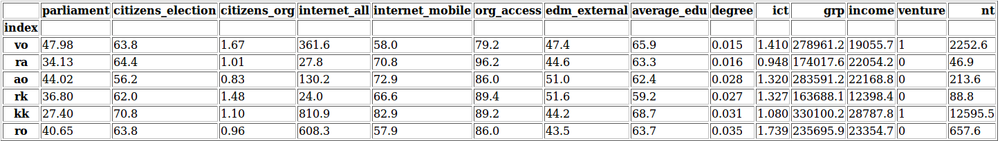 parliament citizens_election citizens_org internet_all internet_mobile org_access edm_external average_edu degree ict grp income venture nt
index
vo 47.98 63.8 1.67 361.6 58.0 79.2 47.4 65.9 0.015 1.410 278961.2 19055.7 1 2252.6
ra 34.13 64.4 1.01 27.8 70.8 96.2 44.6 63.3 0.016 0.948 174017.6 22054.2 0 46.9
ao 44.02 56.2 0.83 130.2 72.9 86.0 51.0 62.4 0.028 1.320 283591.2 22168.8 0 213.6
rk 36.80 62.0 1.48 24.0 66.6 89.4 51.6 59.2 0.027 1.327 163688.1 12398.4 0 88.8
kk 27.40 70.8 1.10 810.9 82.9 89.2 44.2 68.7 0.031 1.080 330100.2 28787.8 1 12595.5
ro 40.65 63.8 0.96 608.3 57.9 86.0 43.5 63.7 0.035 1.739 235695.9 23354.7 0 657.6